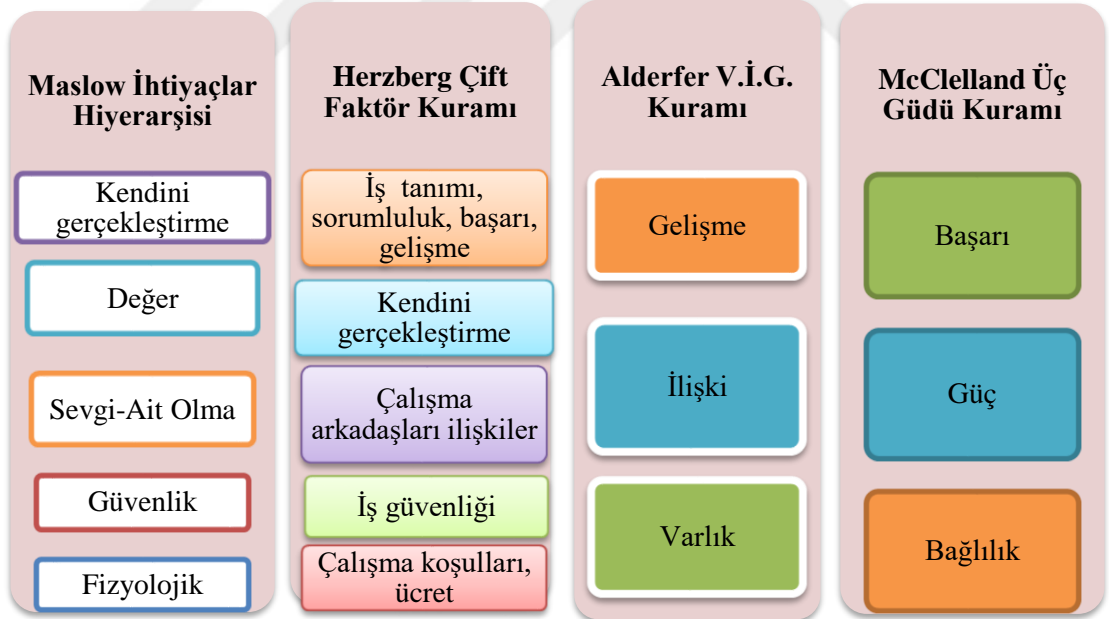 Maslow İhtiyaçlar
Hiyerarşisi
Kendini
gerçekleştirme
Değer
Sevgi-Ait Olma
Güvenlik
Fizyolojik
Herzberg Çift
Faktör Kuramı
İş tanımı,
sorumluluk, başarı,
gelişme
Kendini
gerçekleştirme
Çalışma
arkadaşları ilişkiler
İş güvenliği
Çalışma koşulları,
ücret
Alderfer V.İ.G.
Kuramı
Gelişme
İlişki
Varlık
McClelland Üç
Güdü Kuramı
Başarı
Güç
Bağlılık